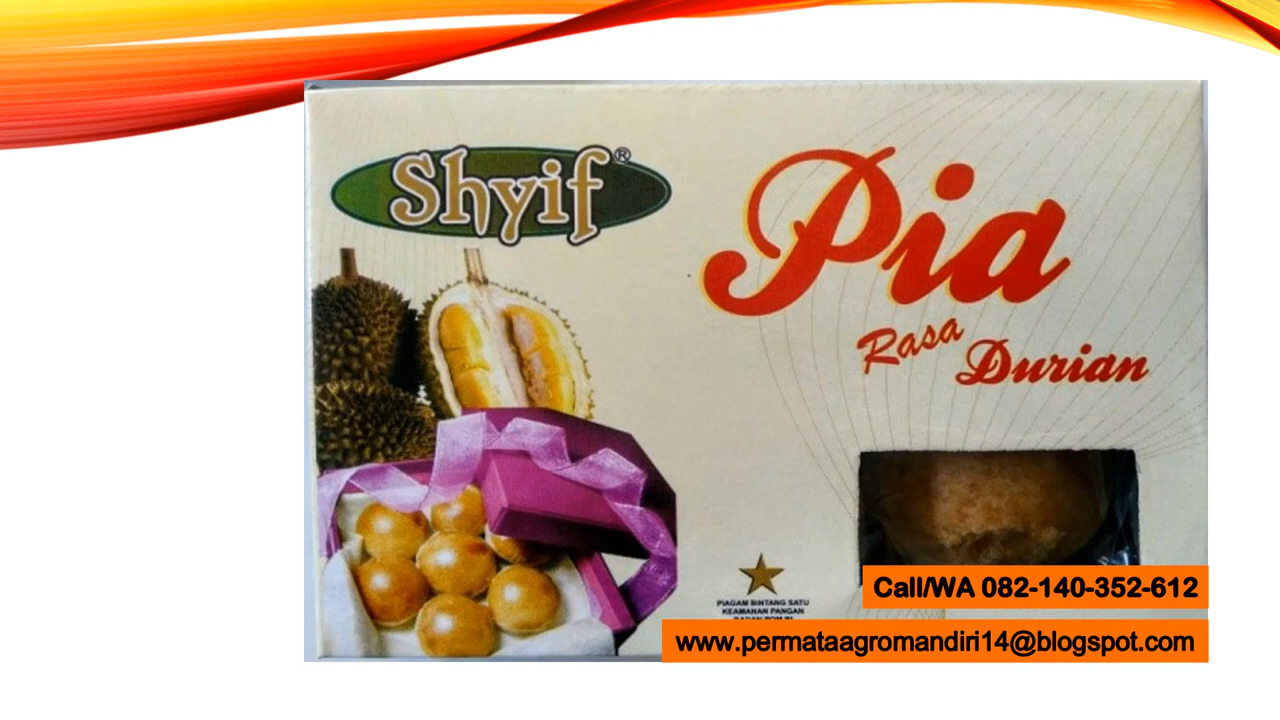 Shyif®
Pia
Rasa
Durian
PIAGAM BINTANG SATU
KEAMANAN PANGAN
Call/WA 082-140-352-612
www.permataagromandiri14@blogspot.com